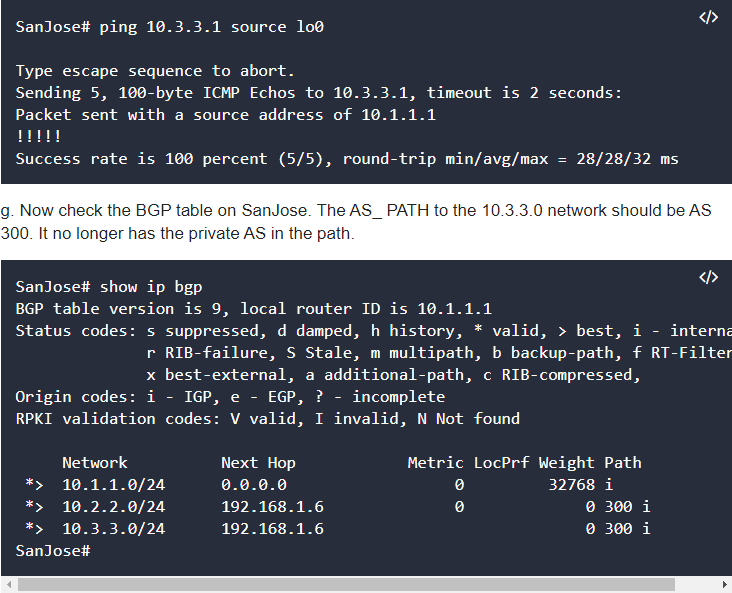 </>
SanJose# ping 10.3.3.1 source lo0
Type escape sequence to abort.
Sending 5, 100-byte ICMP Echos to 10.3.3.1, timeout is 2 seconds:
Packet sent with a source address of 10.1.1.1
!!!!!
Success rate is 100 percent (5/5), round-trip min/avg/max = 28/28/32 ms
g. Now check the BGP table on SanJose. The AS_ PATH to the 10.3.3.0 network should be AS
300. It no longer has the private AS in the path.
</>
SanJose# show ip bgp
BGP table version is 9, local router ID is 10.1.1.1
Status codes: s suppressed, d damped, h history, * valid, > best, i - interna
r RIB-failure, S Stale, m multipath, b backup-path, f RT-Filter
x best-external, a additional-path, c RIB-compressed,
Origin codes: i - IGP, e - EGP, ? - incomplete
RPKI validation codes: V valid, I invalid, N Not found
Network Next Hop Metric LocPrf Weight Path
*> 10.1.1.0/24 0.0.0.0 0 32768 i
*> 10.2.2.0/24 192.168.1.6 0 0 300 i
*> 10.3.3.0/24 192.168.1.6 0 300 i
SanJose#